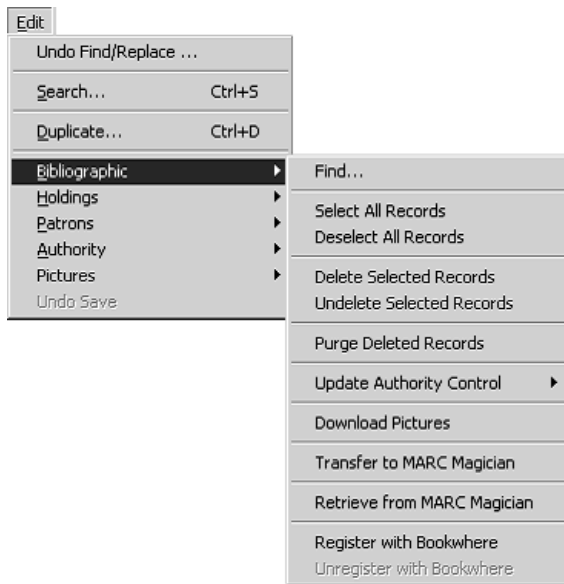 Edit
Undo Find/Replace ...
Search... Ctrl+S
Duplicate... Ctrl+D
Bibliographic
Holdings
Patrons
Authority
Pictures
Undo Save
Find...
Select All Records
Deselect All Records
Delete Selected Records
Undelete Selected Records
Purge Deleted Records
Update Authority Control
Download Pictures
Transfer to MARC Magician
Retrieve from MARC Magician
Register with Bookwhere
Unregister with Bookwhere